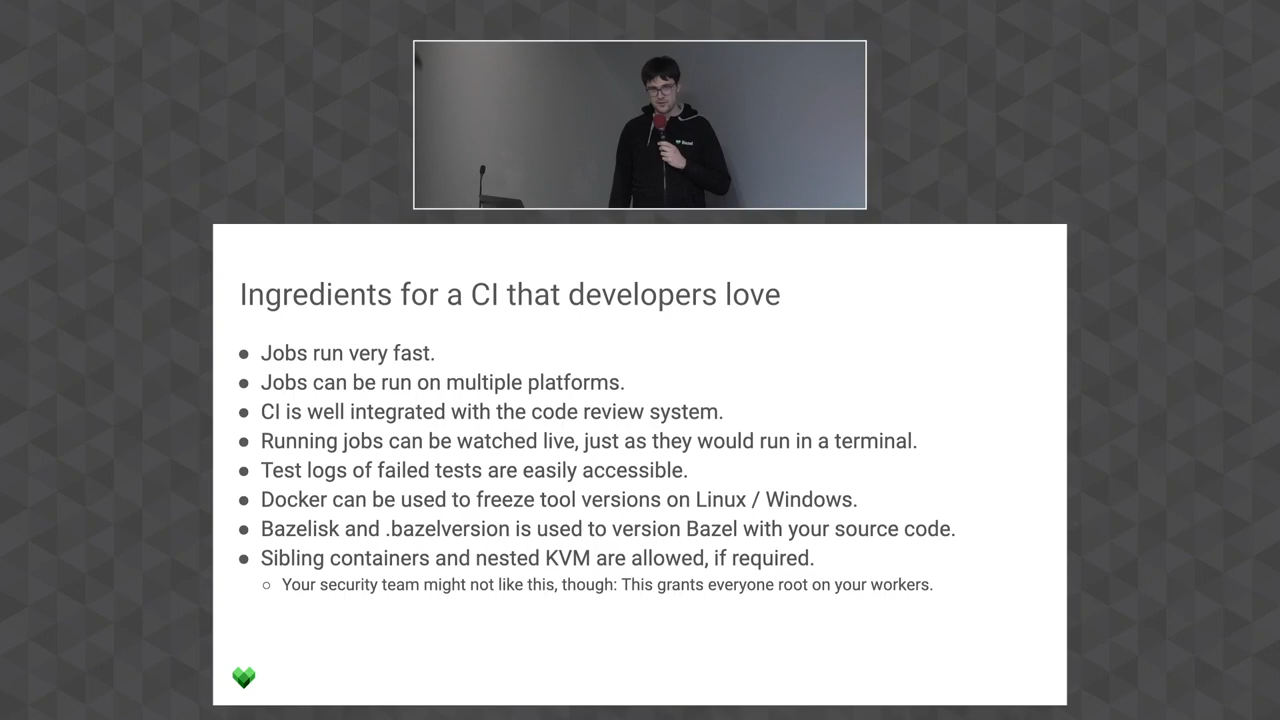 Bazel
Ingredients for a CI that developers love
● Jobs run very fast.
● Jobs can be run on multiple platforms.
● CI is well integrated with the code review system.
● Running jobs can be watched live, just as they would run in a terminal.
● Test logs of failed tests are easily accessible.
● Docker can be used to freeze tool versions on Linux / Windows.
● Bazelisk and .bazelversion is used to version Bazel with your source code.
● Sibling containers and nested KVM are allowed, if required.
○ Your security team might not like this, though: This grants everyone root on your workers.